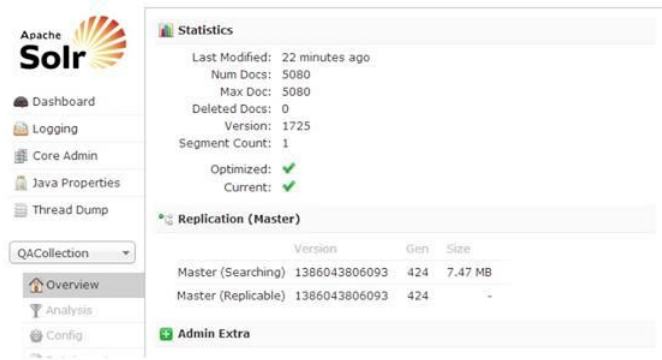 Apache
Solr
Dashboard
Logging
Core Admin
Java Properties
Thread Dump
QACollection
Overview
Analysis
Config
Statistics
Last Modified: 22 minutes ago
Num Docs: 5080
Max Doc: 5080
Deleted Docs: 0
Version: 1725
Segment Count: 1
Optimized:
Current:
Replication (Master)
Version Gen Size
Master (Searching) 1386043806093 424 7.47 MB
Master (Replicable) 1386043806093 424 -
Admin Extra